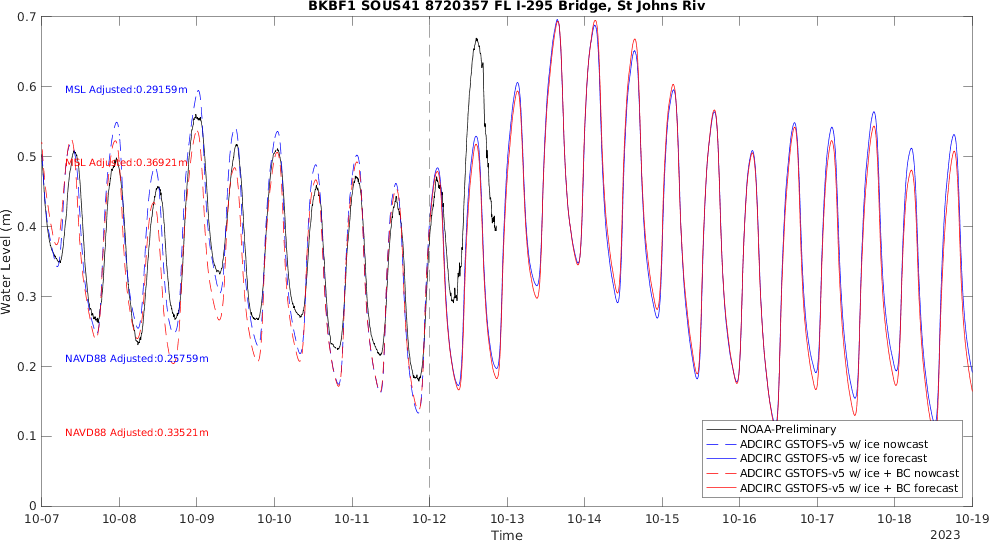 BKBF1 SOUS41 8720357 FL I-295 Bridge, St Johns Riv
0.7
0.6
0.5
0.4
0.3
0.2
0.1
0
Water Level (m)
MSL Adjusted:0.29159m
MSL Adjusted:0.36921m
NAVD88 Adjusted:0.25759m
NAVD88 Adjusted:0.33521m
NOAA-Preliminary
ADCIRC GSTOFS-v5 w/ ice nowcast
ADCIRC GSTOFS-v5 w/ ice forecast
ADCIRC GSTOFS-v5 w/ ice + BC nowcast
ADCIRC GSTOFS-v5 w/ ice + BC forecast
10-07 10-08 10-09 10-10 10-11 10-12 10-13 10-14 10-15 10-16 10-17 10-18 10-19
Time
2023